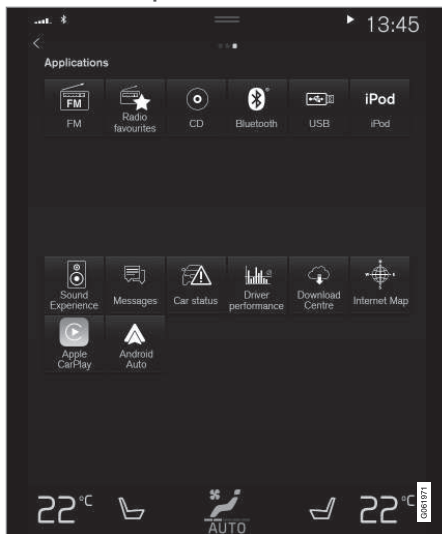 13:45
Applications
FM
iPod
FM
Radio
favourites
CD
Bluetooth
USB
iPod
Sound
Experience
Messages
Car status
Driver
performance
Download
Centre
Internet Map
Apple
CarPlay
Android
Auto
22°C
AUTO
22°C
G061971